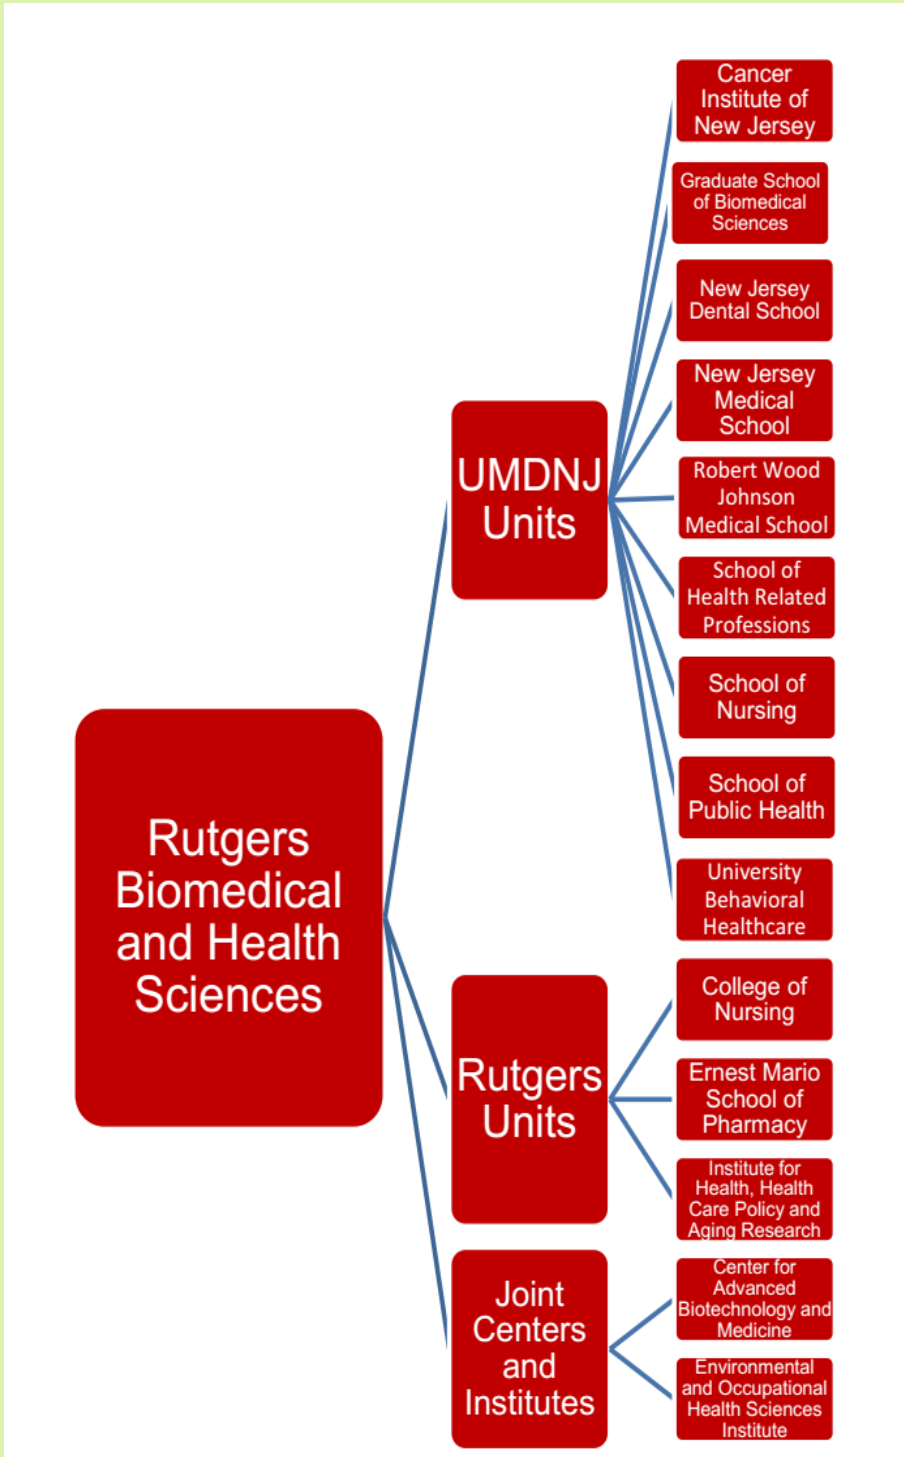 Cancer
Institute of
New Jersey
Graduate School
of Biomedical
Sciences
New Jersey
Dental School
New Jersey
Medical
School
UMDNJ
Units
Robert Wood
Johnson
Medical School
School of
Health Related
Professions
School of
Nursing
School of
Public Health
University
Behavioral
Healthcare
Rutgers
Biomedical
and Health
Sciences
College of
Nursing
Rutgers
Units
Ernest Mario
School of
Pharmacy
Institute for
Health, Health
Care Policy and
Aging Research
Joint
Centers
and
Institutes
Center for
Advanced
Biotechnology and
Medicine
Environmental
and Occupational
Health Sciences
Institute